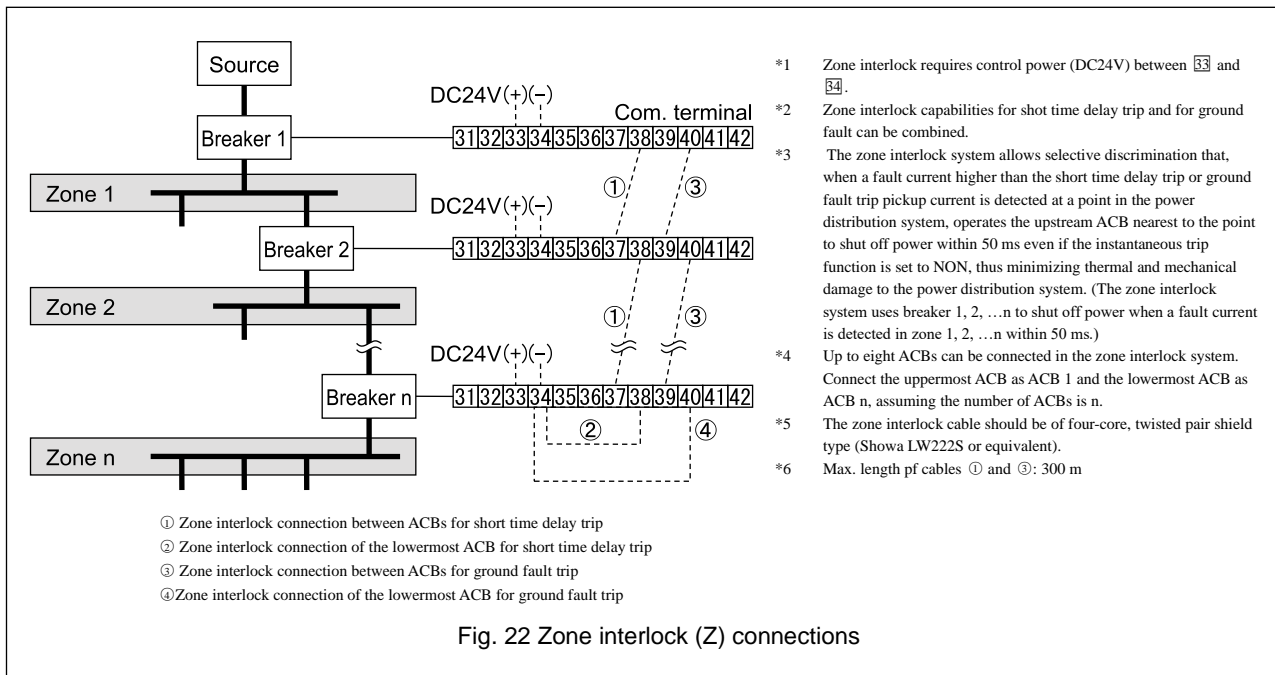 Source
Breaker 1
Zone 1
Breaker 2
Zone 2
Breaker n
Zone n
DC24V(+)(−)
Com. terminal
31 32 33 34 35 36 37 38 39 40 41 42
① ③
DC24V(+)(−)
31 32 33 34 35 36 37 38 39 40 41 42
① ③
DC24V(+)(−)
31 32 33 34 35 36 37 38 39 40 41 42
② ④
*1 Zone interlock requires control power (DC24V) between 33 and
34.
*2 Zone interlock capabilities for shot time delay trip and for ground
fault can be combined.
*3 The zone interlock system allows selective discrimination that,
when a fault current higher than the short time delay trip or ground
fault trip pickup current is detected at a point in the power
distribution system, operates the upstream ACB nearest to the point
to shut off power within 50 ms even if the instantaneous trip
function is set to NON, thus minimizing thermal and mechanical
damage to the power distribution system. (The zone interlock
system uses breaker 1, 2, …n to shut off power when a fault current
is detected in zone 1, 2, …n within 50 ms.)
*4 Up to eight ACBs can be connected in the zone interlock system.
Connect the uppermost ACB as ACB 1 and the lowermost ACB as
ACB n, assuming the number of ACBs is n.
*5 The zone interlock cable should be of four-core, twisted pair shield
type (Showa LW222S or equivalent).
*6 Max. length pf cables ① and ③: 300 m
① Zone interlock connection between ACBs for short time delay trip
② Zone interlock connection of the lowermost ACB for short time delay trip
③ Zone interlock connection between ACBs for ground fault trip
④Zone interlock connection of the lowermost ACB for ground fault trip
Fig. 22 Zone interlock (Z) connections